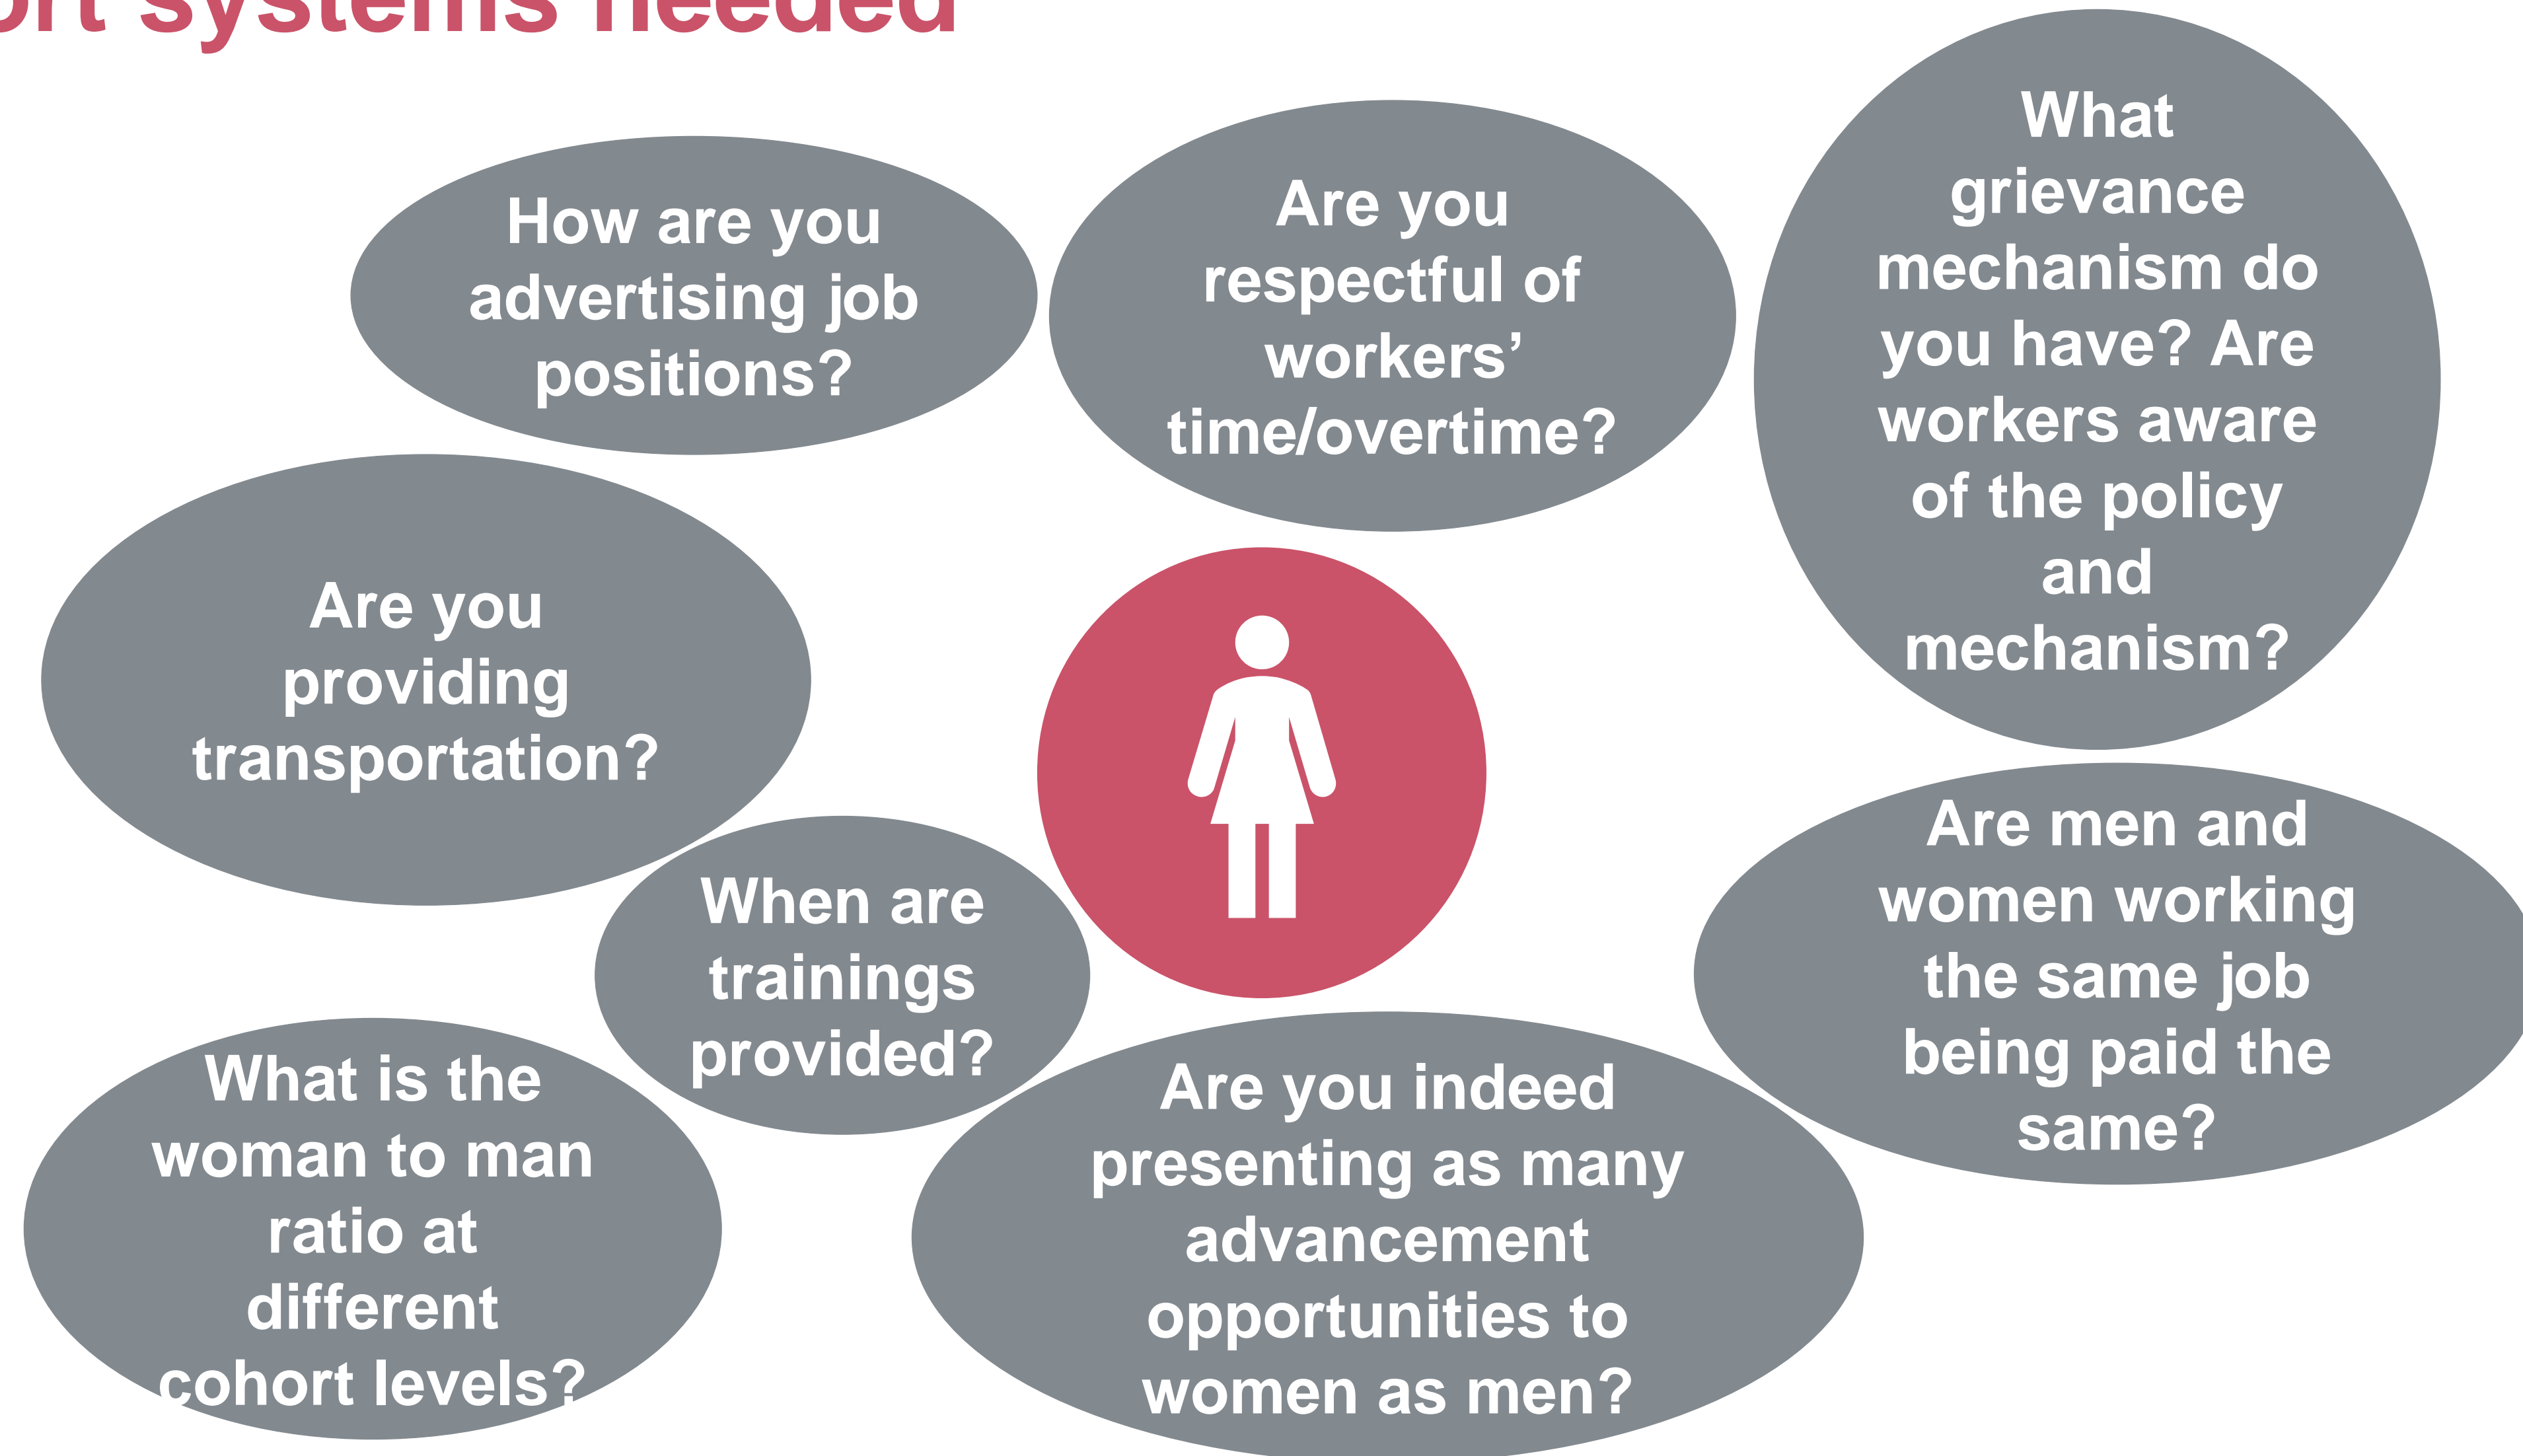 systems needed
How are you
advertising job
positions?
Are you
respectful of
workers’
time/overtime?
What
grievance
mechanism do
you have? Are
workers aware
of the policy
and
mechanism?
Are you
providing
transportation?
When are
trainings
provided?
Are men and
women working
the same job
being paid the
same?
What is the
woman to man
ratio at
different
cohort levels?
Are you indeed
presenting as many
advancement
opportunities to
women as men?